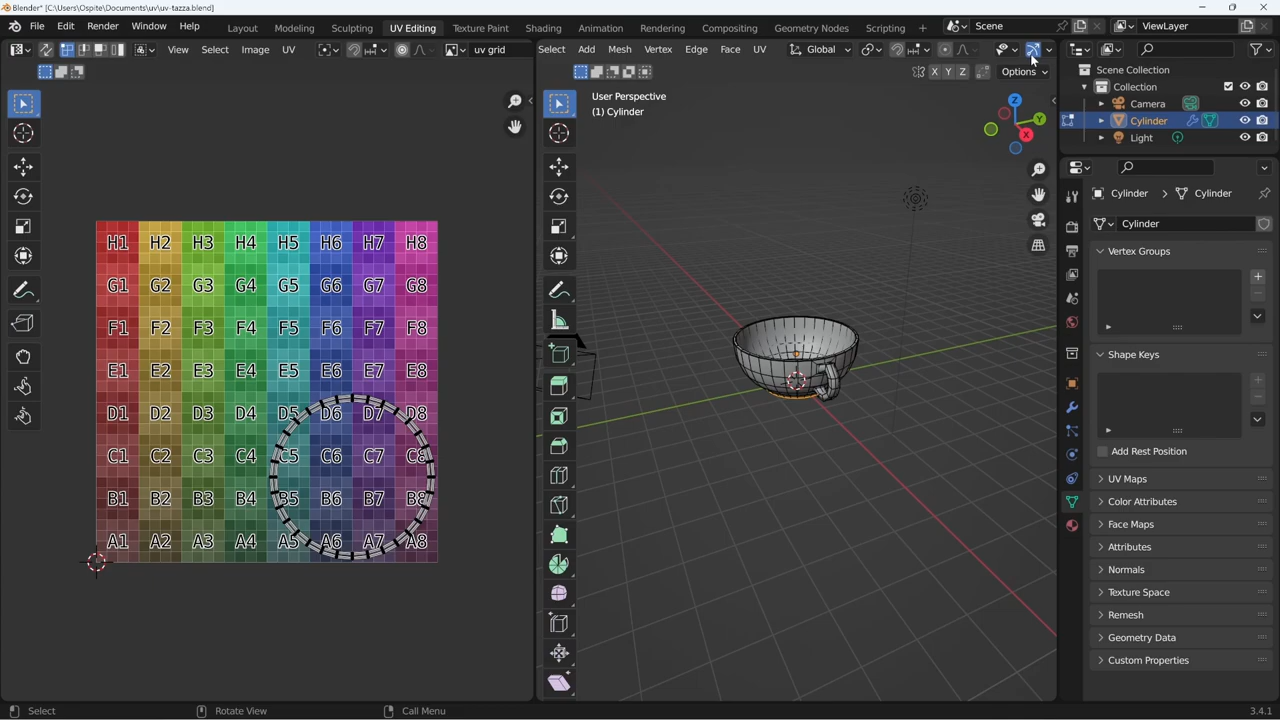 Blender* [C:\Users\Ospite\Documents\uv\uv-tazza.blend]
File Edit Render Window Help Layout Modeling Sculpting UV Editing Texture Paint Shading Animation Rendering Compositing Geometry Nodes Scripting Scene ViewLayer
View Select Image UV uv grid Select Add Mesh Vertex Edge Face UV Global
X Y Z Options
Scene Collection
Collection
Camera
Cylinder
Light
User Perspective
(1) Cylinder
Z
Y
X
H1 H2 H3 H4 H5 H6 H7 H8
G1 G2 G3 G4 G5 G6 G7 G8
F1 F2 F3 F4 F5 F6 F7 F8
E1 E2 E3 E4 E5 E6 E7 E8
D1 D2 D3 D4 D5 D6 D7 D8
C1 C2 C3 C4 C5 C6 C7 C8
B1 B2 B3 B4 B5 B6 B7 B8
A1 A2 A3 A4 A5 A6 A7 A8
Cylinder > Cylinder
Cylinder
Vertex Groups
Shape Keys
Add Rest Position
UV Maps
Color Attributes
Face Maps
Attributes
Normals
Texture Space
Remesh
Geometry Data
Custom Properties
Select Rotate View Call Menu 3.4.1